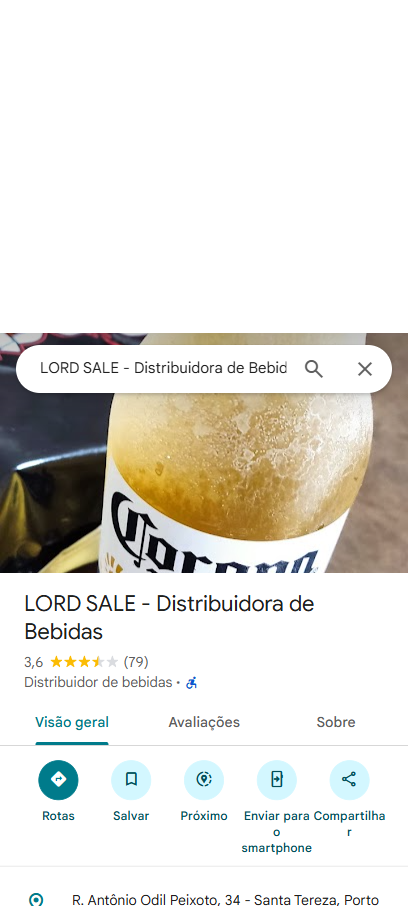 LORD SALE - Distribuidora de Bebid
Corona
LORD SALE - Distribuidora de
Bebidas
3,6 (79)
Distribuidor de bebidas ·
Visão geral Avaliações Sobre
Rotas Salvar Próximo Enviar para o smartphone Compartilhar
R. Antônio Odil Peixoto, 34 - Santa Tereza, Porto